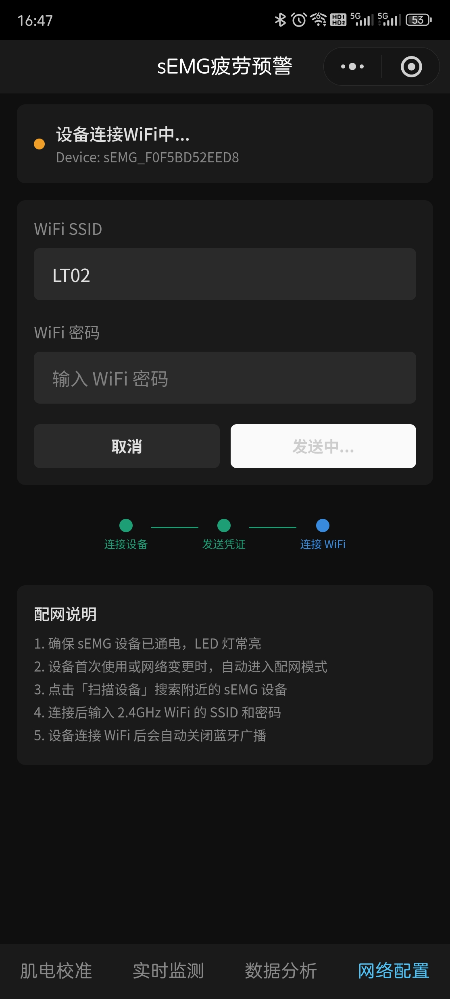 16:47
6 HD1 HD2 5G 5G 53
sEMG疲劳预警
设备连接WiFi中...
Device: sEMG_F0F5BD52EED8
WiFi SSID
LT02
WiFi 密码
输入 WiFi 密码
取消 发送中...
连接设备 发送凭证 连接 WiFi
配网说明
1. 确保 sEMG 设备已通电，LED 灯常亮
2. 设备首次使用或网络变更时，自动进入配网模式
3. 点击「扫描设备」搜索附近的 sEMG 设备
4. 连接后输入 2.4GHz WiFi 的 SSID 和密码
5. 设备连接 WiFi 后会自动关闭蓝牙广播
肌电校准 实时监测 数据分析 网络配置